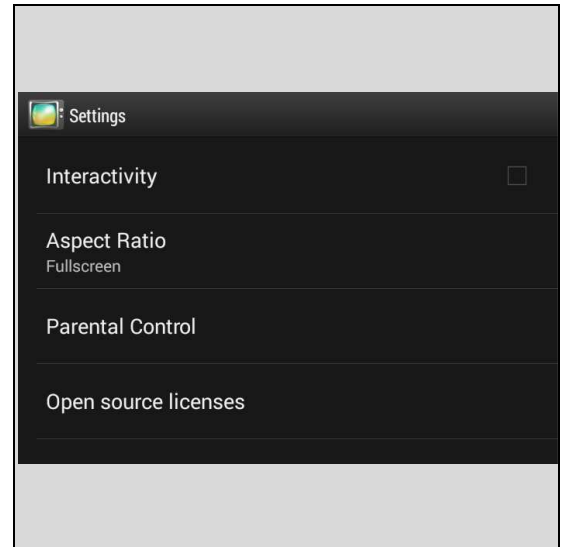 Settings
Interactivity
Aspect Ratio
Fullscreen
Parental Control
Open source licenses